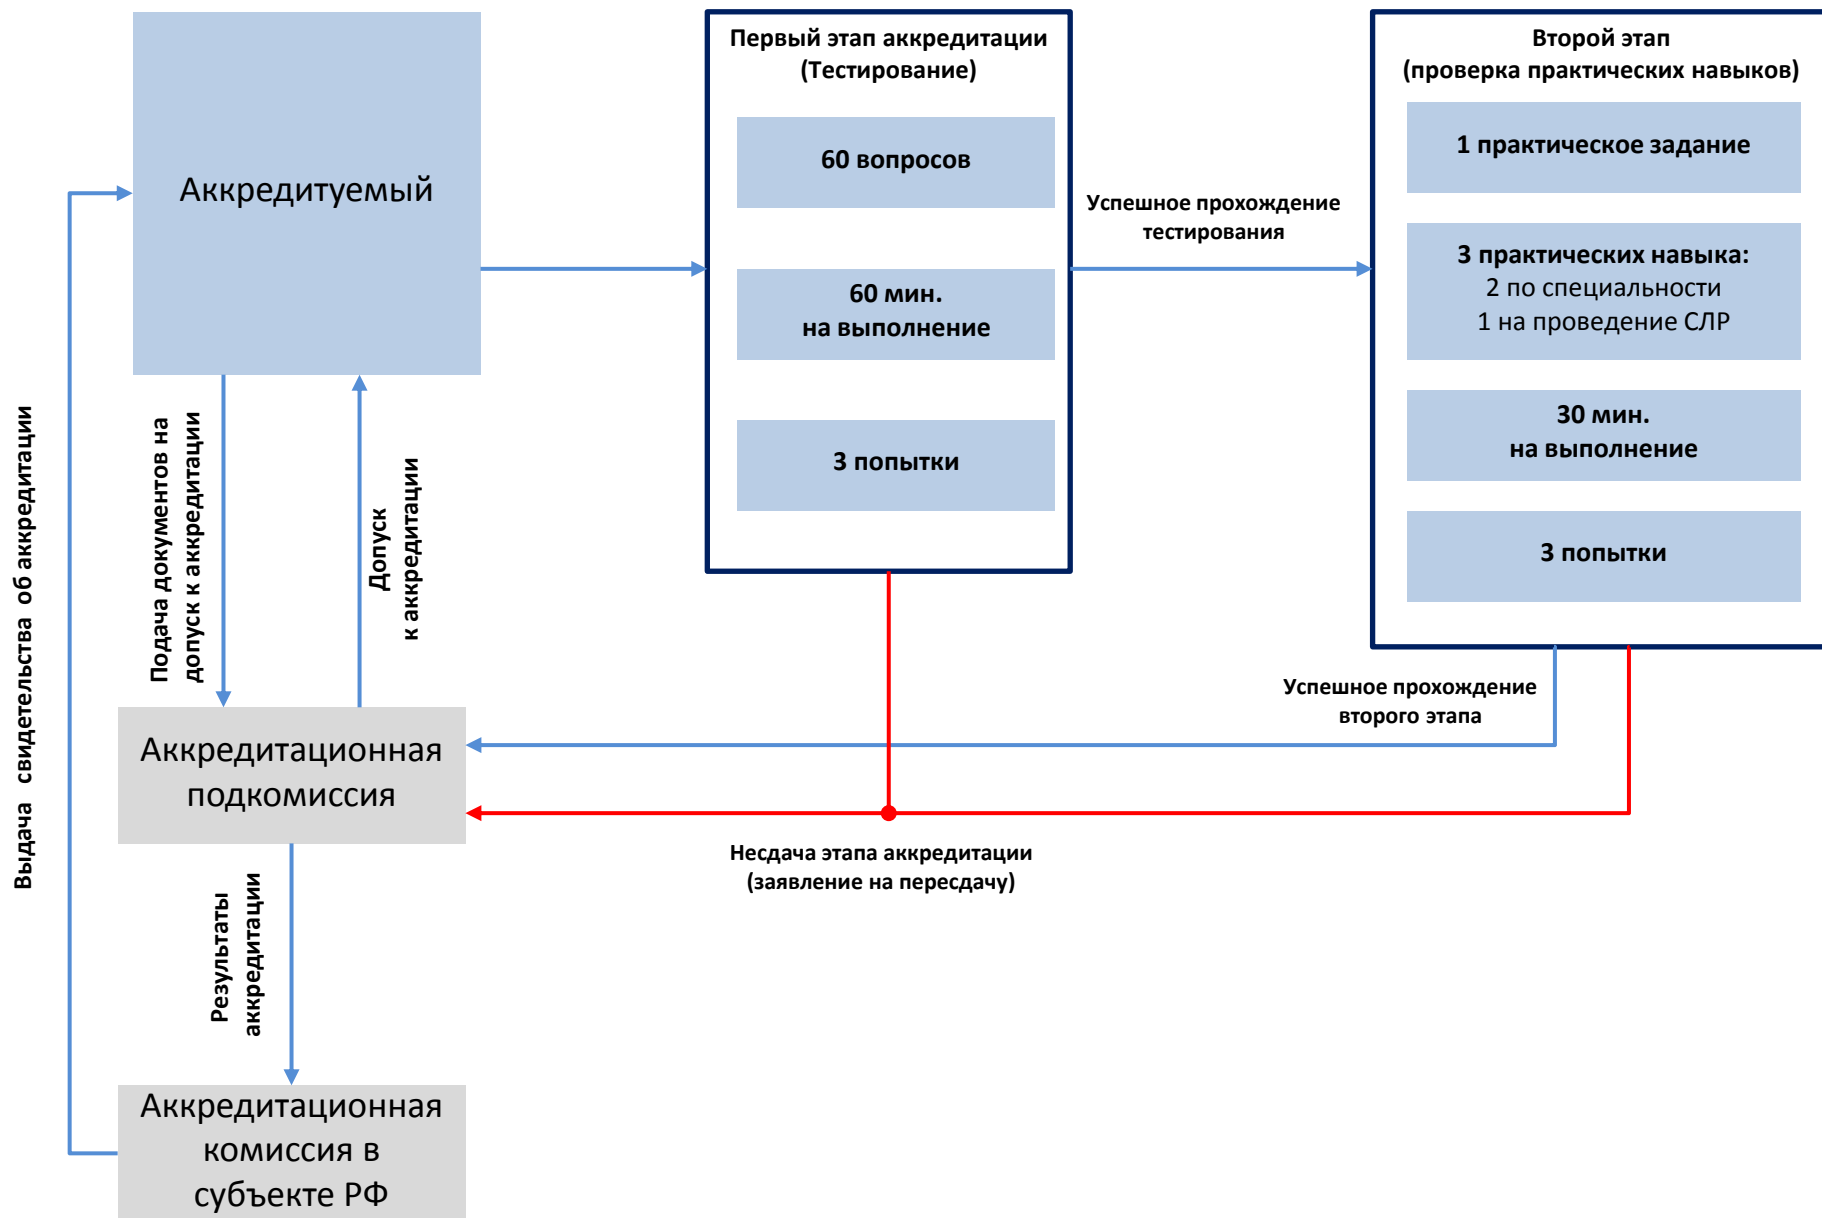 Аккредитуемый
Первый этап аккредитации
(Тестирование)
60 вопросов
60 мин.
на выполнение
3 попытки
Успешное прохождение
тестирования
Второй этап
(проверка практических навыков)
1 практическое задание
3 практических навыка:
2 по специальности
1 на проведение СЛР
30 мин.
на выполнение
3 попытки
Выдача свидетельства об аккредитации
Подача документов на
допуск к аккредитации
Допуск
к аккредитации
Успешное прохождение
второго этапа
Аккредитационная
подкомиссия
Несдача этапа аккредитации
(заявление на пересдачу)
Результаты
аккредитации
Аккредитационная
комиссия в
субъекте РФ